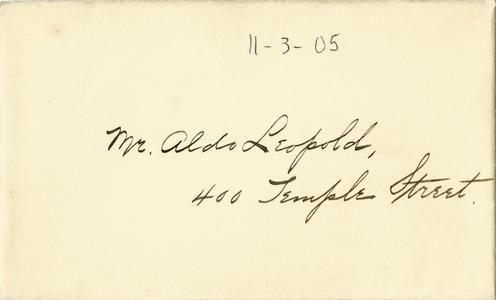 11-3-05
Mr. Aldo Leopold,
400 Temple Street.